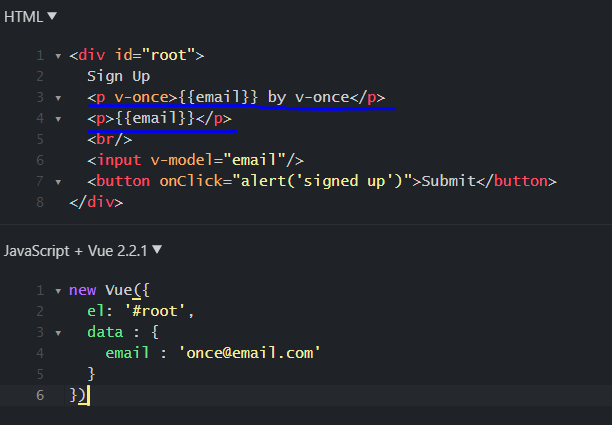 HTML ▼
1 ▾ <div id="root">
2 Sign Up
3 ▾ <p v-once>{{email}} by v-once</p>
4 ▾ <p>{{email}}</p>
5 <br/>
6 <input v-model="email"/>
7 ▾ <button onClick="alert('signed up')">Submit</button>
8 </div>
JavaScript + Vue 2.2.1 ▼
1 ▾ new Vue({
2 el: '#root',
3 ▾ data : {
4 email : 'once@email.com'
5 }
6 })